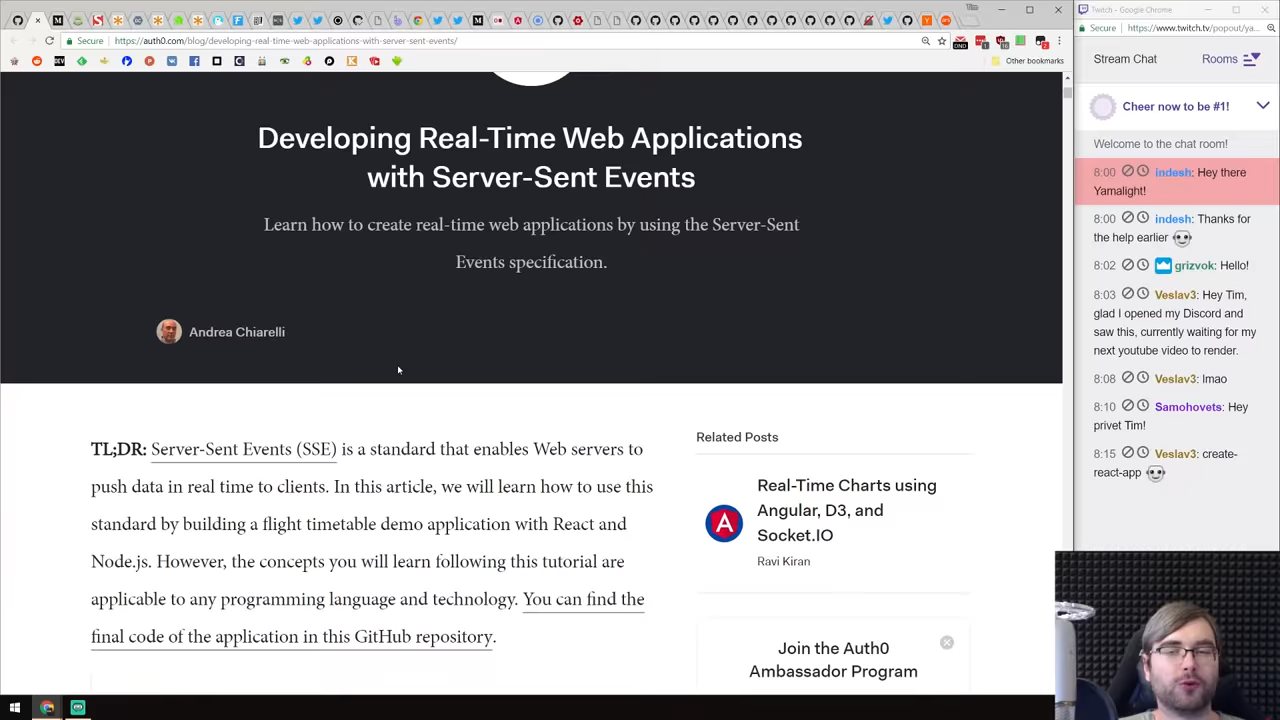 Tim
Twitch - Google Chrome
Secure
https://auth0.com/blog/developing-real-time-web-applications-with-server-sent-events/
Secure
https://www.twitch.tv/popout/ya...
Other bookmarks
Developing Real-Time Web Applications
with Server-Sent Events
Learn how to create real-time web applications by using the Server-Sent
Events specification.
Andrea Chiarelli
TL;DR: Server-Sent Events (SSE) is a standard that enables Web servers to
push data in real time to clients. In this article, we will learn how to use this
standard by building a flight timetable demo application with React and
Node.js. However, the concepts you will learn following this tutorial are
applicable to any programming language and technology. You can find the
final code of the application in this GitHub repository.
Related Posts
Real-Time Charts using
Angular, D3, and
Socket.IO
Ravi Kiran
Join the Auth0
Ambassador Program
Stream Chat
Rooms
Cheer now to be #1!
Welcome to the chat room!
8:00 indesh: Hey there
Yamalight!
8:00 indesh: Thanks for
the help earlier
8:02 grizvok: Hello!
8:03 Veslav3: Hey Tim,
glad I opened my Discord and
saw this, currently waiting for my
next youtube video to render.
8:08 Veslav3: lmao
8:10 Samohovets: Hey
privet Tim!
8:15 Veslav3: create-
react-app